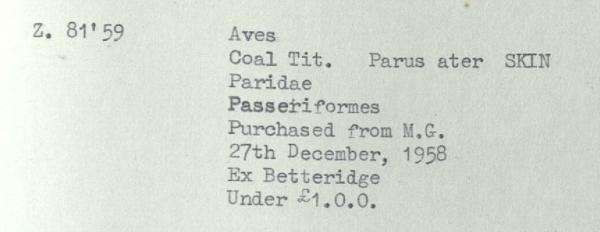 Z. 81'59 Aves
Coal Tit. Parus ater SKIN
Paridae
Passeriformes
Purchased from M.G.
27th December, 1958
Ex Betteridge
Under £1.0.0.